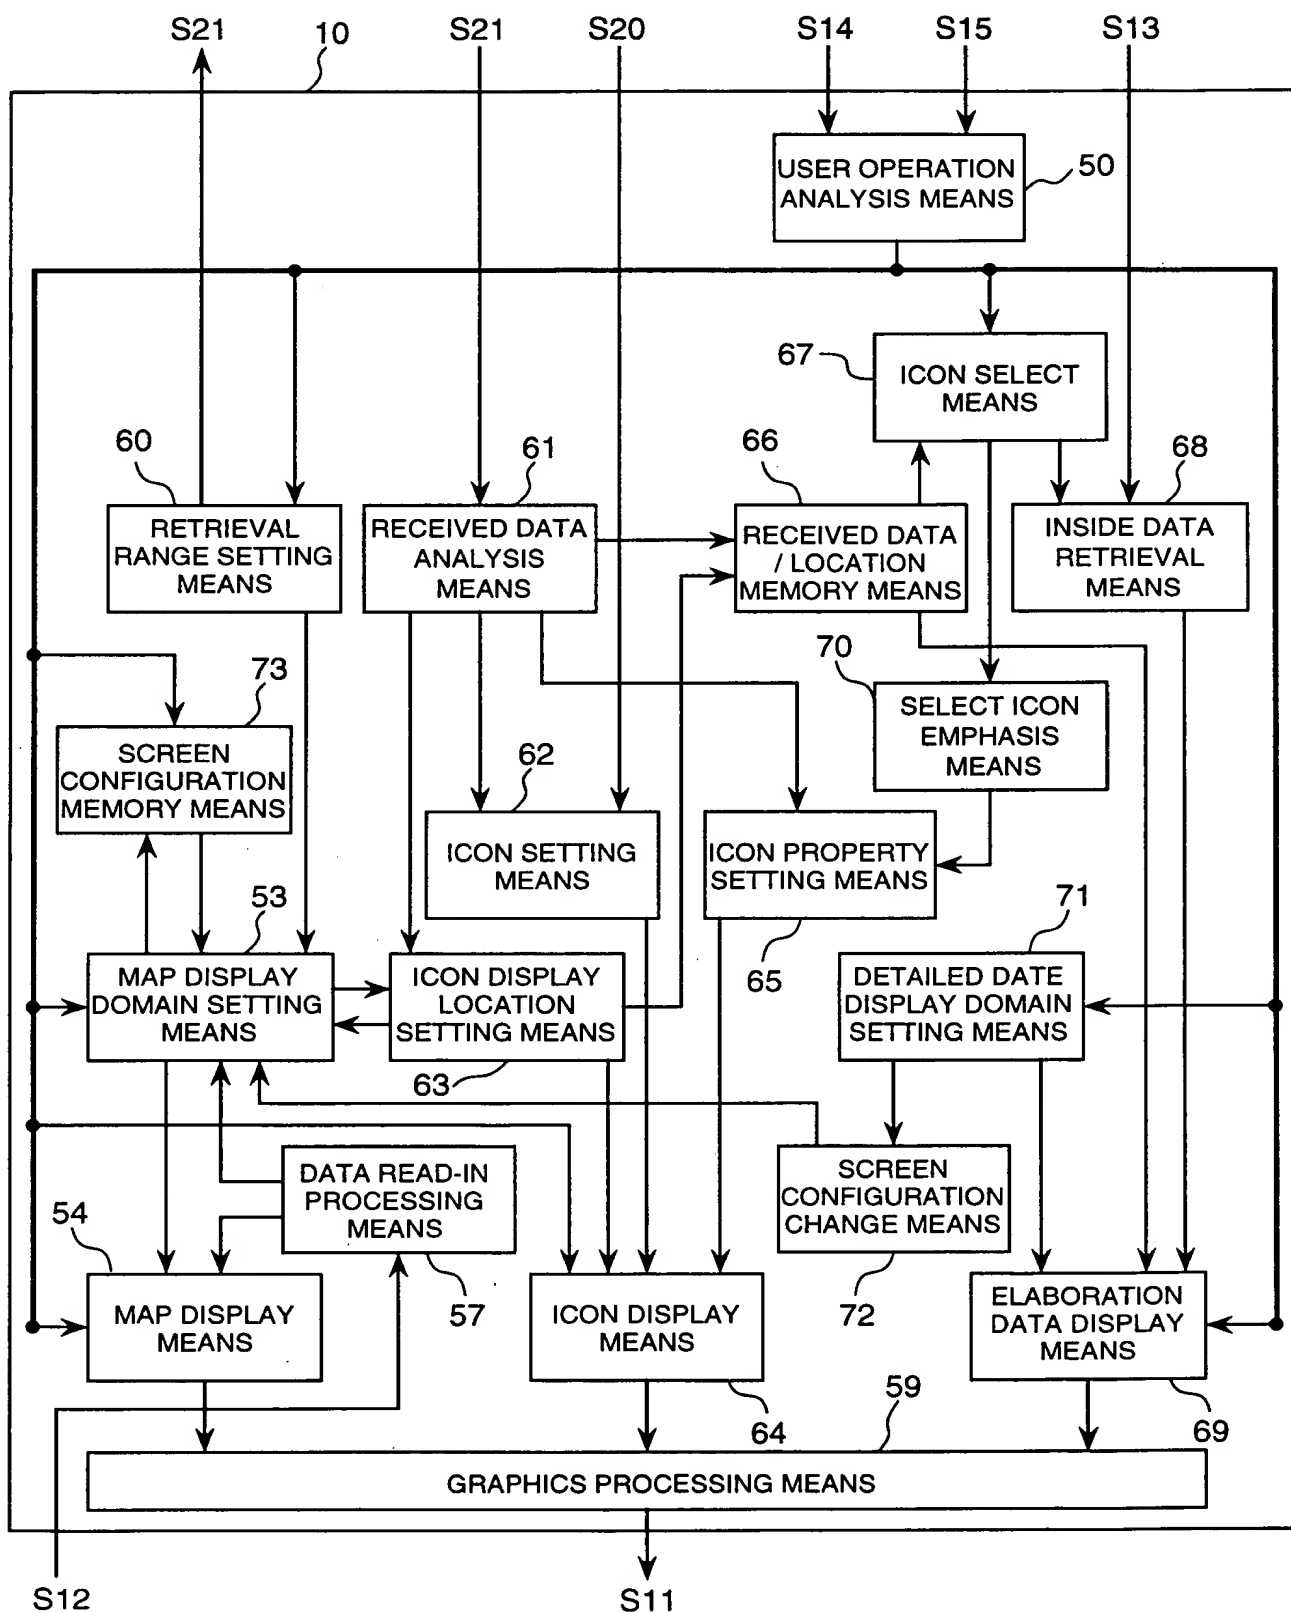 S21
10
S21
S20
S14
S15
S13
USER OPERATION
ANALYSIS MEANS
50
67
ICON SELECT
MEANS
60
61
66
68
RETRIEVAL
RANGE SETTING
MEANS
RECEIVED DATA
ANALYSIS
MEANS
RECEIVED DATA
/ LOCATION
MEMORY MEANS
INSIDE DATA
RETRIEVAL
MEANS
73
70
SCREEN
CONFIGURATION
MEMORY MEANS
62
SELECT ICON
EMPHASIS
MEANS
ICON SETTING
MEANS
ICON PROPERTY
SETTING MEANS
53
65
71
MAP DISPLAY
DOMAIN SETTING
MEANS
ICON DISPLAY
LOCATION
SETTING MEANS
DETAILED DATE
DISPLAY DOMAIN
SETTING MEANS
63
DATA READ-IN
PROCESSING
MEANS
SCREEN
CONFIGURATION
CHANGE MEANS
54
57
72
MAP DISPLAY
MEANS
ICON DISPLAY
MEANS
ELABORATION
DATA DISPLAY
MEANS
59
64
69
GRAPHICS PROCESSING MEANS
S12
S11